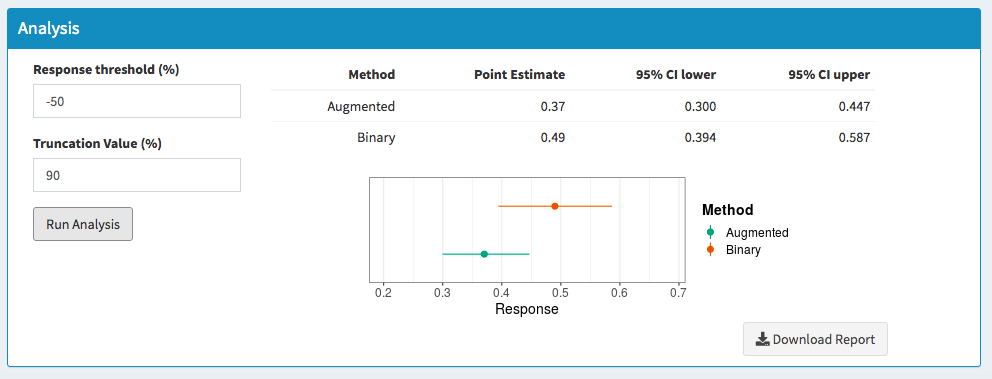 Analysis
Response threshold (%)
-50
Truncation Value (%)
90
Run Analysis
Method Point Estimate 95% CI lower 95% CI upper
Augmented 0.37 0.300 0.447
Binary 0.49 0.394 0.587
0.2 0.3 0.4 0.5 0.6 0.7
Response
Method
Augmented
Binary
Download Report